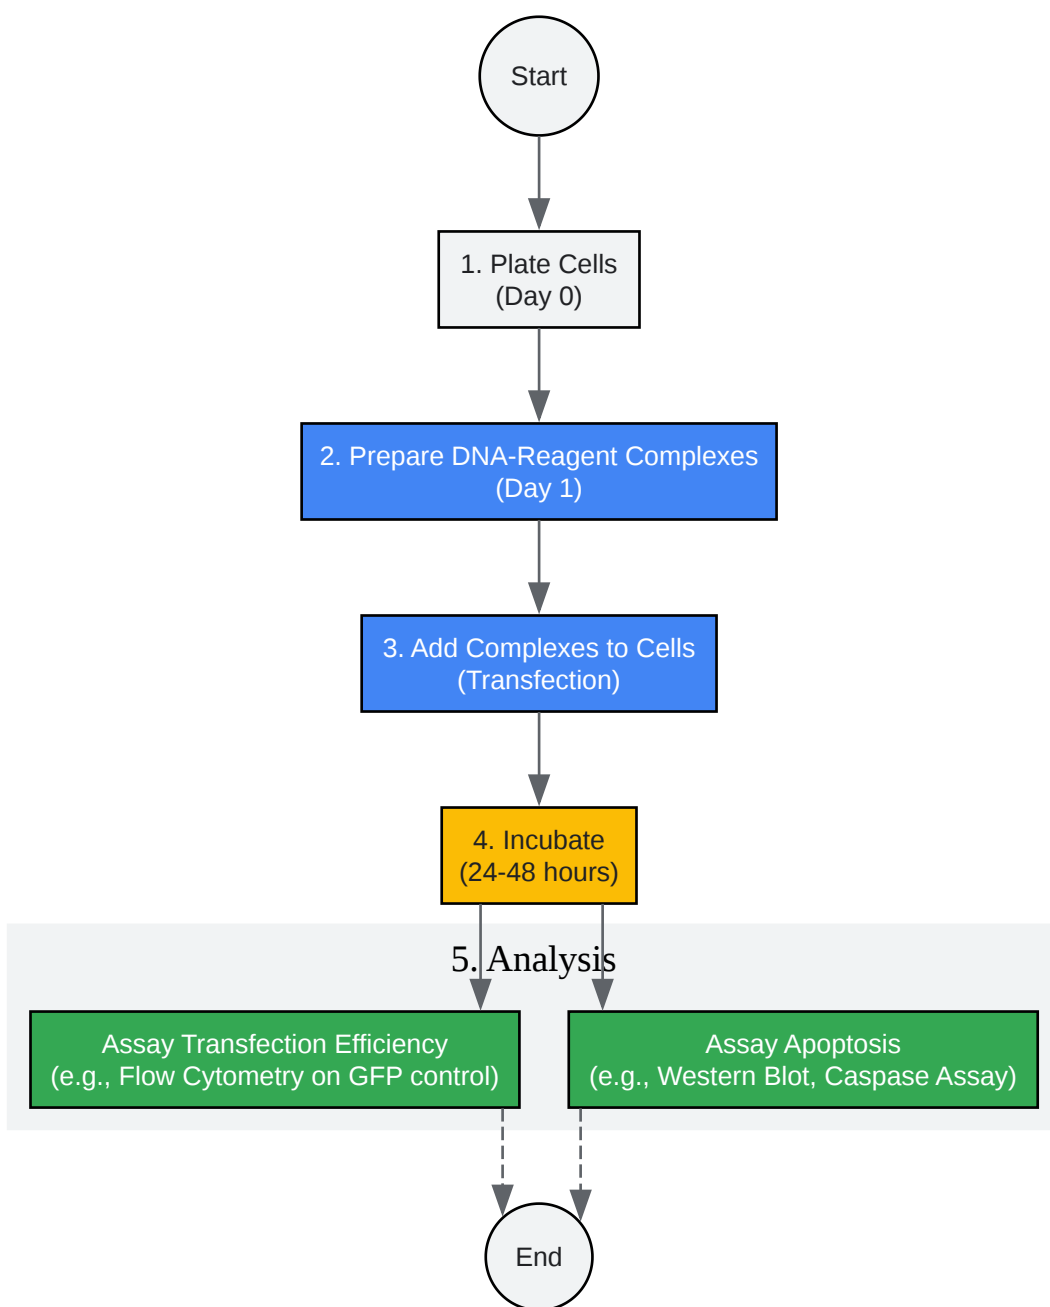 Start
1. Plate Cells
(Day 0)
2. Prepare DNA-Reagent Complexes
(Day 1)
3. Add Complexes to Cells
(Transfection)
4. Incubate
(24-48 hours)
5. Analysis
Assay Transfection Efficiency
(e.g., Flow Cytometry on GFP control)
Assay Apoptosis
(e.g., Western Blot, Caspase Assay)
End